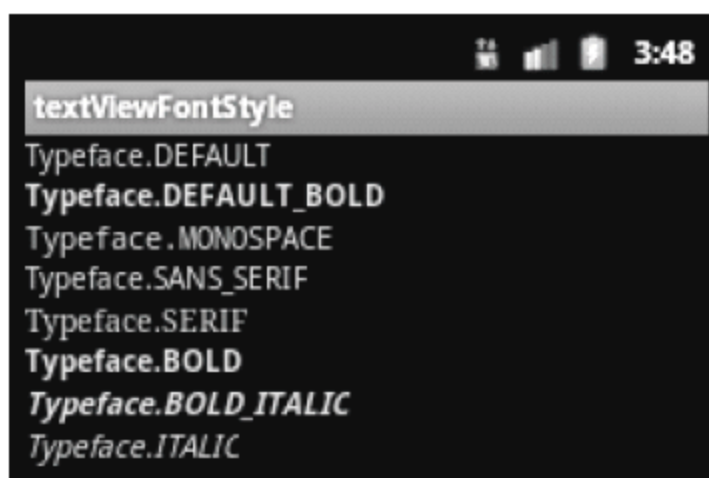 3:48
textViewFontStyle
Typeface.DEFAULT
Typeface.DEFAULT_BOLD
Typeface.MONOSPACE
Typeface.SANS_SERIF
Typeface.SERIF
Typeface.BOLD
Typeface.BOLD_ITALIC
Typeface.ITALIC